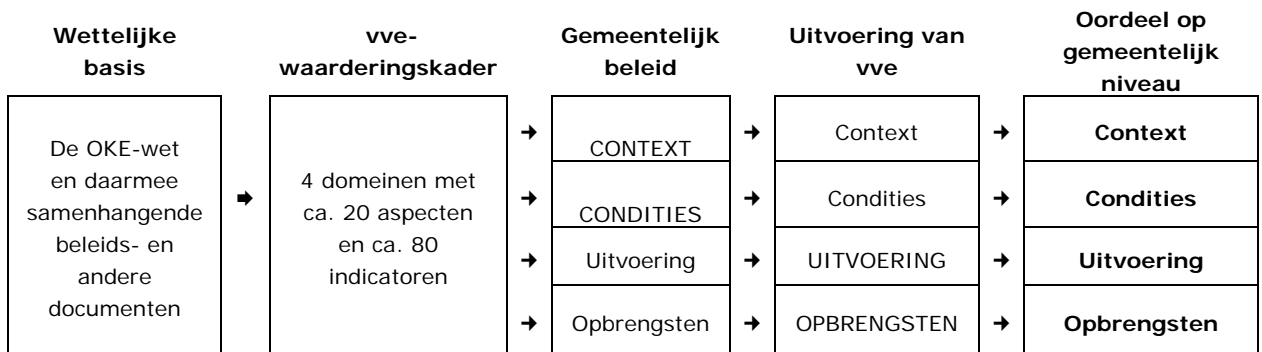 Wettelijke
basis
vve-
waarderingskader
Gemeentelijk
beleid
Uitvoering van
vve
Oordeel op
gemeentelijk
niveau
De OKE-wet
en daarmee
samenhangende
beleids- en
andere
documenten
4 domeinen met
ca. 20 aspecten
en ca. 80
indicatoren
CONTEXT
Context
Context
CONDITIES
Condities
Condities
Uitvoering
UITVOERING
Uitvoering
Opbrengsten
OPBRENGSTEN
Opbrengsten